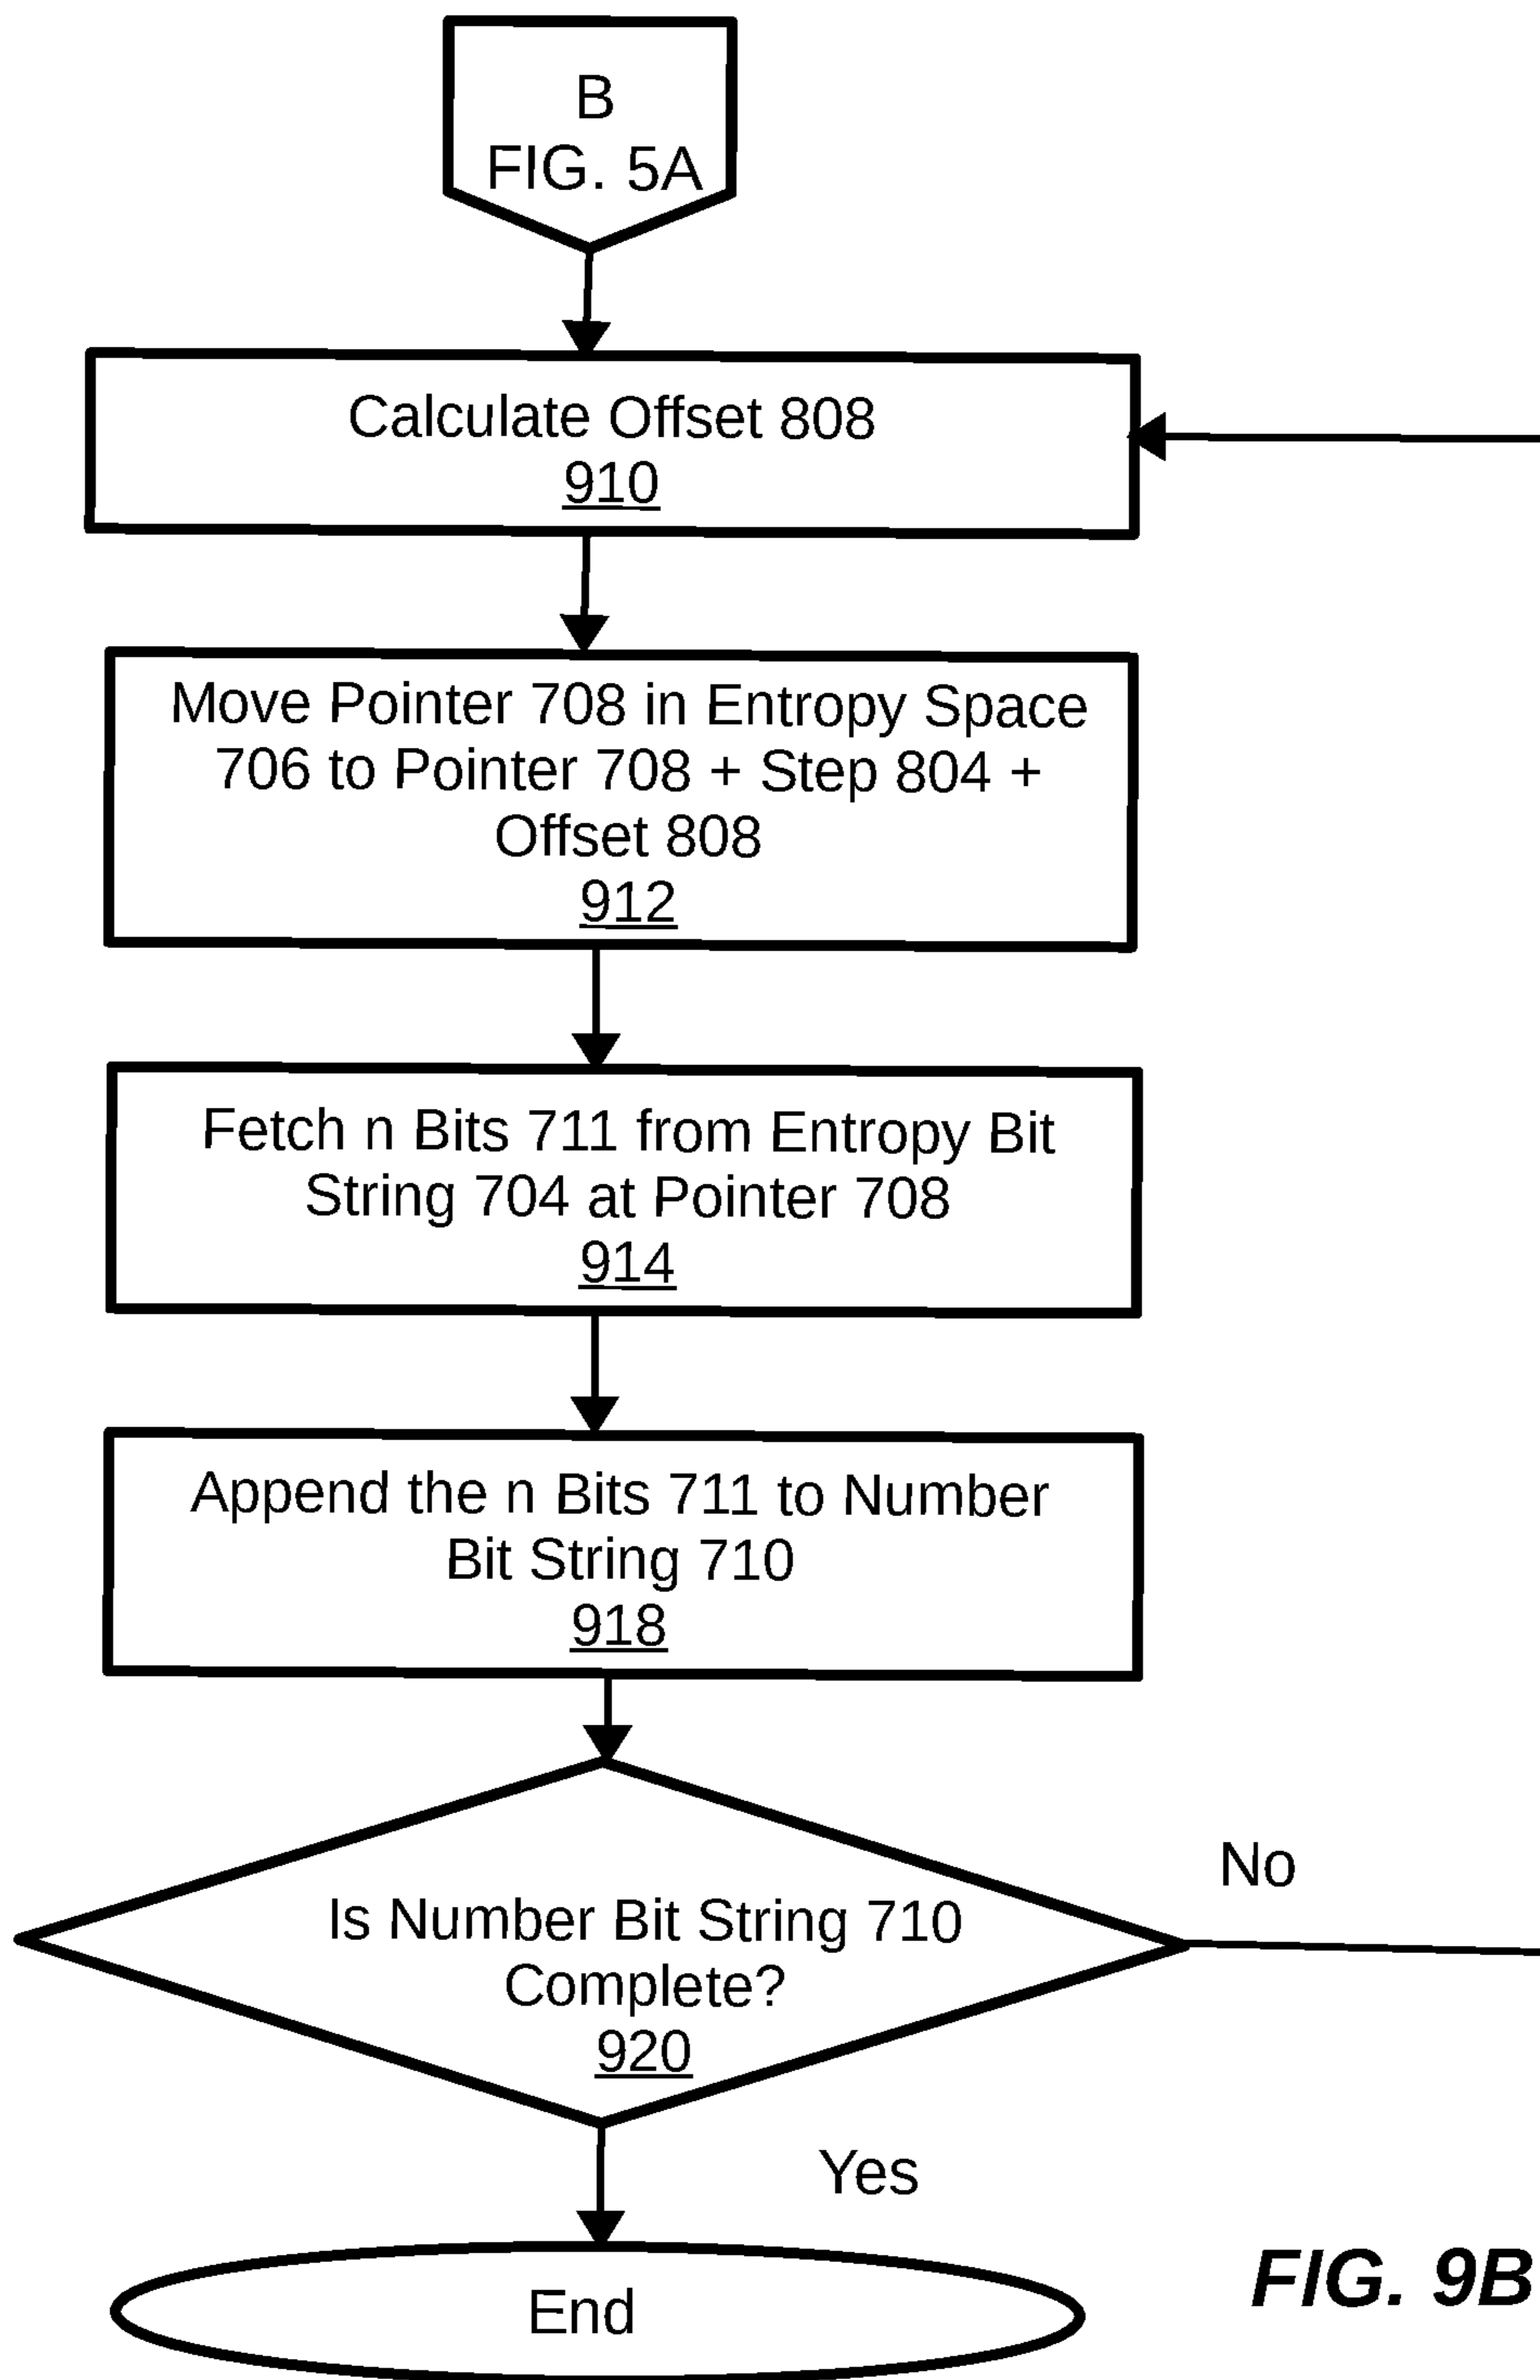 B
FIG. 5A
Calculate Offset 808
910
Move Pointer 708 in Entropy Space
706 to Pointer 708 + Step 804 +
Offset 808
912
Fetch n Bits 711 from Entropy Bit
String 704 at Pointer 708
914
Append the n Bits 711 to Number
Bit String 710
918
No
Is Number Bit String 710
Complete?
920
Yes
End
FIG. 9B